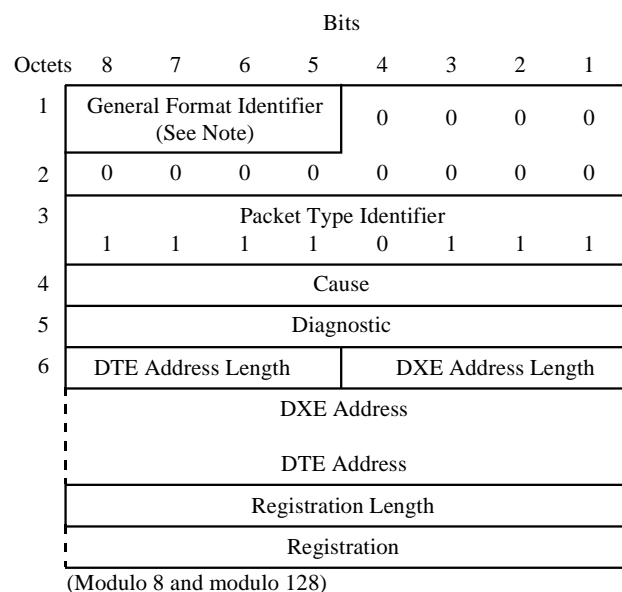 Bits
Octets 8 7 6 5 4 3 2 1
1 General Format Identifier
(See Note) 0 0 0 0
2 0 0 0 0 0 0 0 0
3 Packet Type Identifier
1 1 1 1 0 1 1 1
4 Cause
5 Diagnostic
6 DTE Address Length DXE Address Length
DXE Address
DTE Address
Registration Length
Registration
(Modulo 8 and modulo 128)